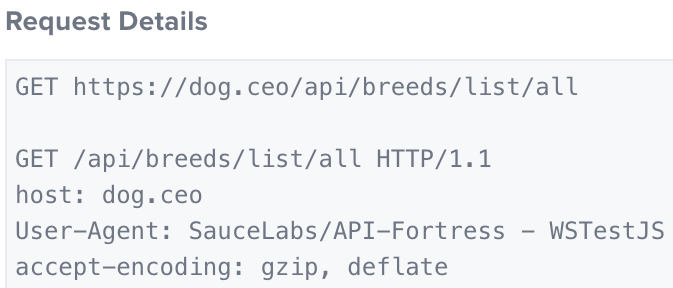 Request Details
GET https://dog.ceo/api/breeds/list/all
GET /api/breeds/list/all HTTP/1.1
host: dog.ceo
User-Agent: SauceLabs/API-Fortress - WSTestJS
accept-encoding: gzip, deflate